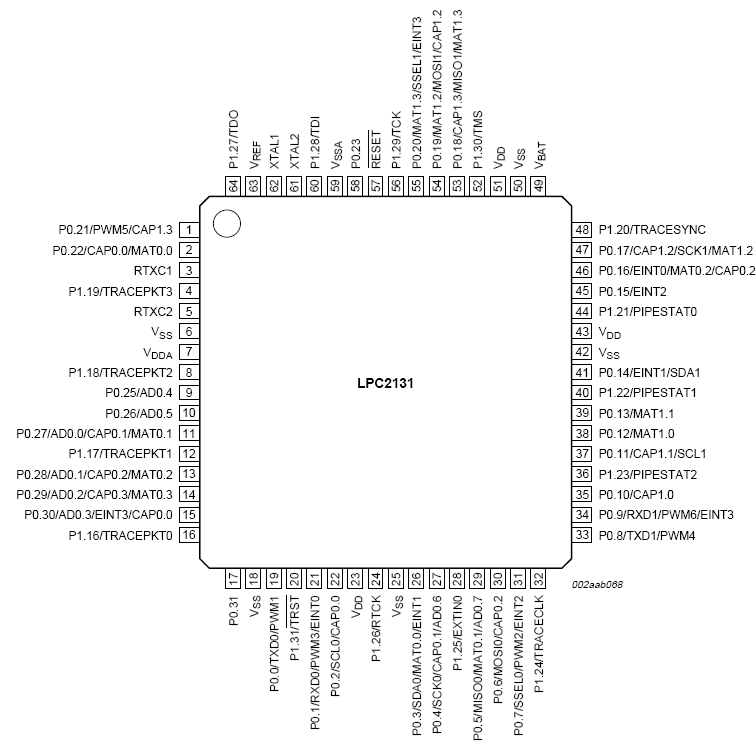 P1.27/TDO
64
VREF
63
XTAL1
62
XTAL2
61
P1.28/TDI
60
VSSA
59
P0.23
58
RESET
57
P1.29/TCK
56
P0.20/MAT1.3/SSEL1/EINT3
55
P0.19/MAT1.2/MOSI1/CAP1.2
54
P0.18/CAP1.3/MISO1/MAT1.3
53
P1.30/TMS
52
VDD
51
VSS
50
VBAT
49
P0.21/PWM5/CAP1.3 1
P0.22/CAP0.0/MAT0.0 2
RTXC1 3
P1.19/TRACEPKT3 4
RTXC2 5
VSS 6
VDDA 7
P1.18/TRACEPKT2 8
P0.25/AD0.4 9
P0.26/AD0.5 10
P0.27/AD0.0/CAP0.1/MAT0.1 11
P1.17/TRACEPKT1 12
P0.28/AD0.1/CAP0.2/MAT0.2 13
P0.29/AD0.2/CAP0.3/MAT0.3 14
P0.30/AD0.3/EINT3/CAP0.0 15
P1.16/TRACEPKT0 16
LPC2131
48 P1.20/TRACESYNC
47 P0.17/CAP1.2/SCK1/MAT1.2
46 P0.16/EINT0/MAT0.2/CAP0.2
45 P0.15/EINT2
44 P1.21/PIPESTAT0
43 VDD
42 VSS
41 P0.14/EINT1/SDA1
40 P1.22/PIPESTAT1
39 P0.13/MAT1.1
38 P0.12/MAT1.0
37 P0.11/CAP1.1/SCL1
36 P1.23/PIPESTAT2
35 P0.10/CAP1.0
34 P0.9/RXD1/PWM6/EINT3
33 P0.8/TXD1/PWM4
17
P0.31
18
VSS
19
P0.0/TXD0/PWM1
20
P1.31/TRST
21
P0.1/RXD0/PWM3/EINT0
22
P0.2/SCL0/CAP0.0
23
VDD
24
P1.26/RTCK
25
VSS
26
P0.3/SDA0/MAT0.0/EINT1
27
P0.4/SCK0/CAP0.1/AD0.6
28
P1.25/EXTIN0
29
P0.5/MISO0/MAT0.1/AD0.7
30
P0.6/MOSI0/CAP0.2
31
P0.7/SSEL0/PWM2/EINT2
32
P1.24/TRACECLK
002aab068